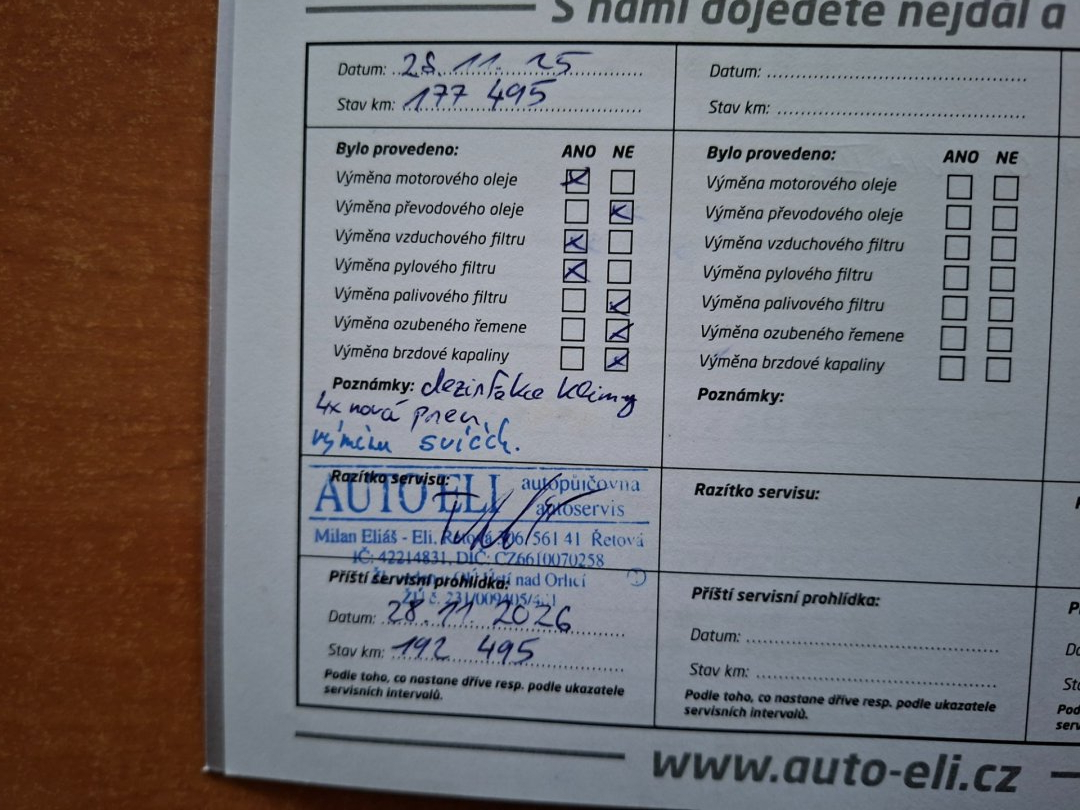 S námi dojedete nejdál a
Datum: 28. 11. 25
Stav km: 177 495
Bylo provedeno: ANO NE
Výměna motorového oleje
Výměna převodového oleje
Výměna vzduchového filtru
Výměna pylového filtru
Výměna palivového filtru
Výměna ozubeného řemene
Výměna brzdové kapaliny
Poznámky: dezinfekce klimy
4x nová pneu.
výměna svíček.
Razítko servisu:
AUTO ELI autopůjčovna
autoservis
Milan Eliáš - Eli, Řetová 306, 561 41 Řetová
IČ: 42214831, DIČ: CZ6610070258
Ústí nad Orlicí
Příští servisní prohlídka:
Datum: 28. 11. 2026
Stav km: 192 495
Podle toho, co nastane dříve resp. podle ukazatele
servisních intervalů.
Datum:
Stav km:
Bylo provedeno: ANO NE
Výměna motorového oleje
Výměna převodového oleje
Výměna vzduchového filtru
Výměna pylového filtru
Výměna palivového filtru
Výměna ozubeného řemene
Výměna brzdové kapaliny
Poznámky:
Razítko servisu:
Příští servisní prohlídka:
Datum:
Stav km:
Podle toho, co nastane dříve resp. podle ukazatele
servisních intervalů.
www.auto-eli.cz